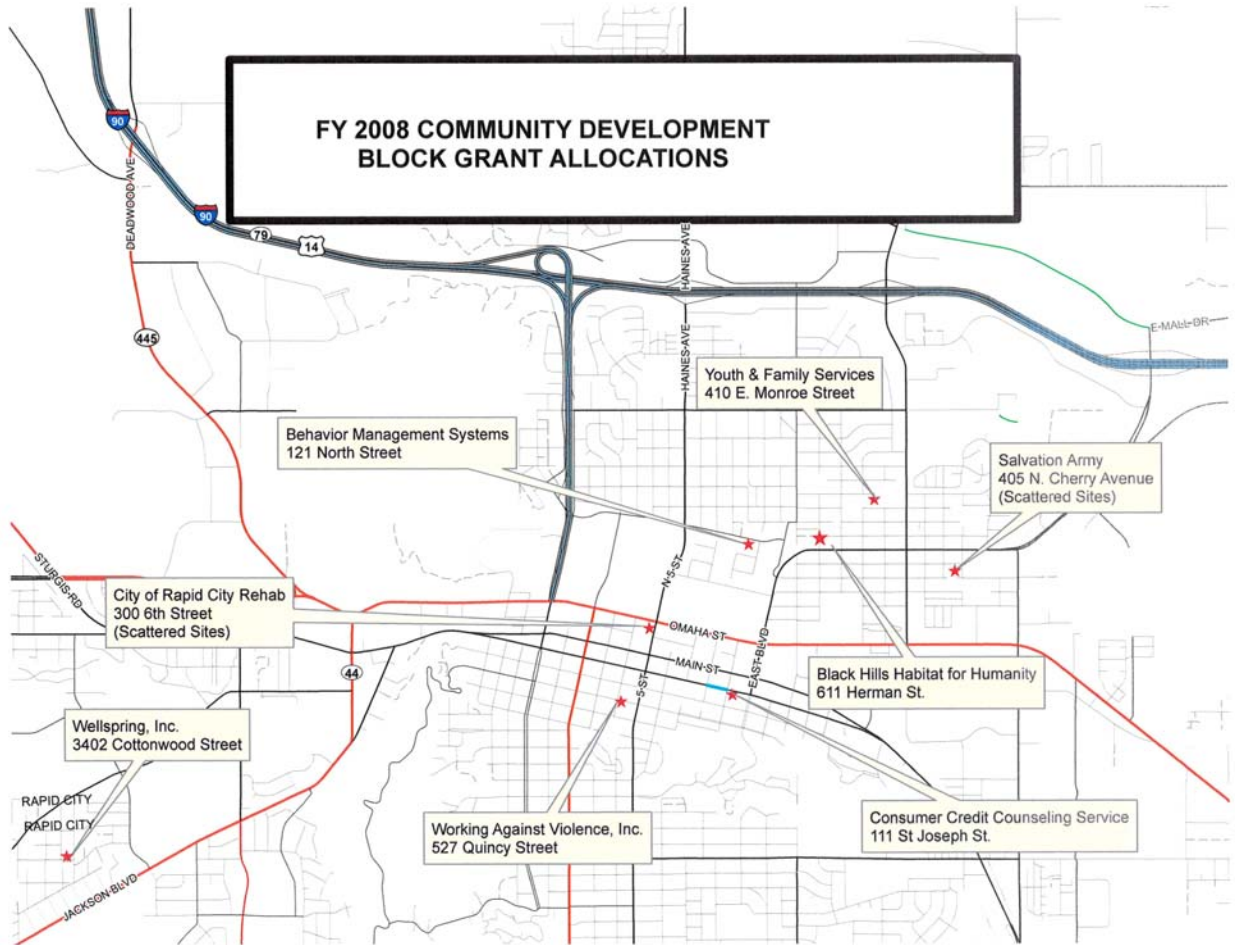 FY 2008 COMMUNITY DEVELOPMENT
BLOCK GRANT ALLOCATIONS
90
DEADWOOD AVE
90
79
14
HAINES-AVE
E-MALL-DR
445
HAINES-AVE
Youth & Family Services
410 E. Monroe Street
Behavior Management Systems
121 North Street
Salvation Army
405 N. Cherry Avenue
(Scattered Sites)
STURGIS-RD
N-5-ST
City of Rapid City Rehab
300 6th Street
(Scattered Sites)
OMAHA-ST
MAIN-ST
EAST-BLVD
44
5-ST
Black Hills Habitat for Humanity
611 Herman St.
Wellspring, Inc.
3402 Cottonwood Street
RAPID CITY
RAPID CITY
Working Against Violence, Inc.
527 Quincy Street
Consumer Credit Counseling Service
111 St Joseph St.
JACKSON-BLVD